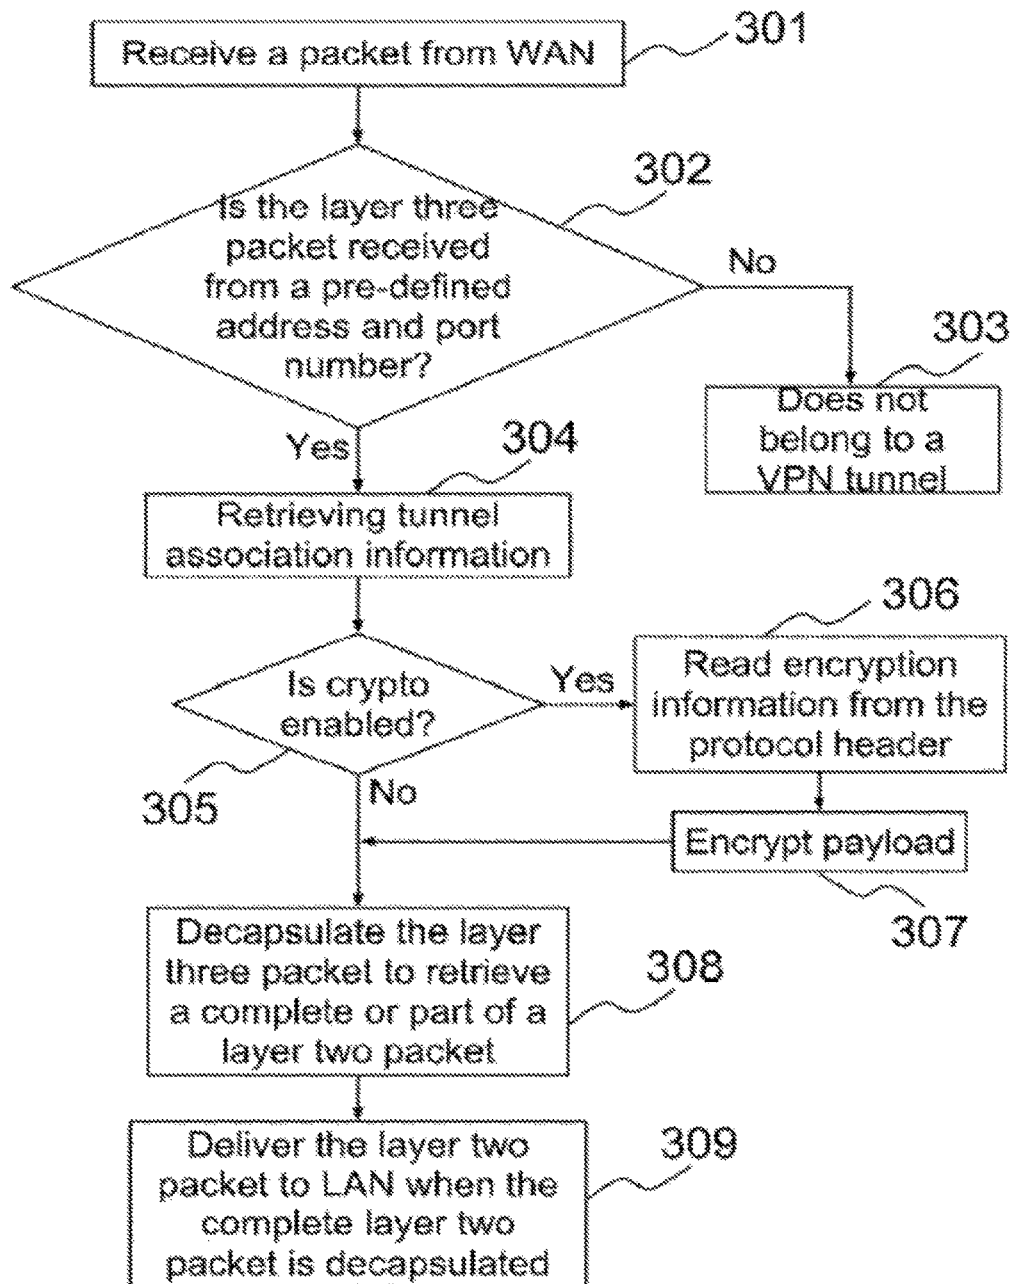 Receive a packet from WAN
301
Is the layer three
packet received
from a pre-defined
address and port
number?
302
No
303
Does not
belong to a
VPN tunnel
Yes
304
Retrieving tunnel
association information
Is crypto
enabled?
305
Yes
306
Read encryption
information from the
protocol header
No
Encrypt payload
307
Decapsulate the layer
three packet to retrieve
a complete or part of a
layer two packet
308
Deliver the layer two
packet to LAN when the
complete layer two
packet is decapsulated
309